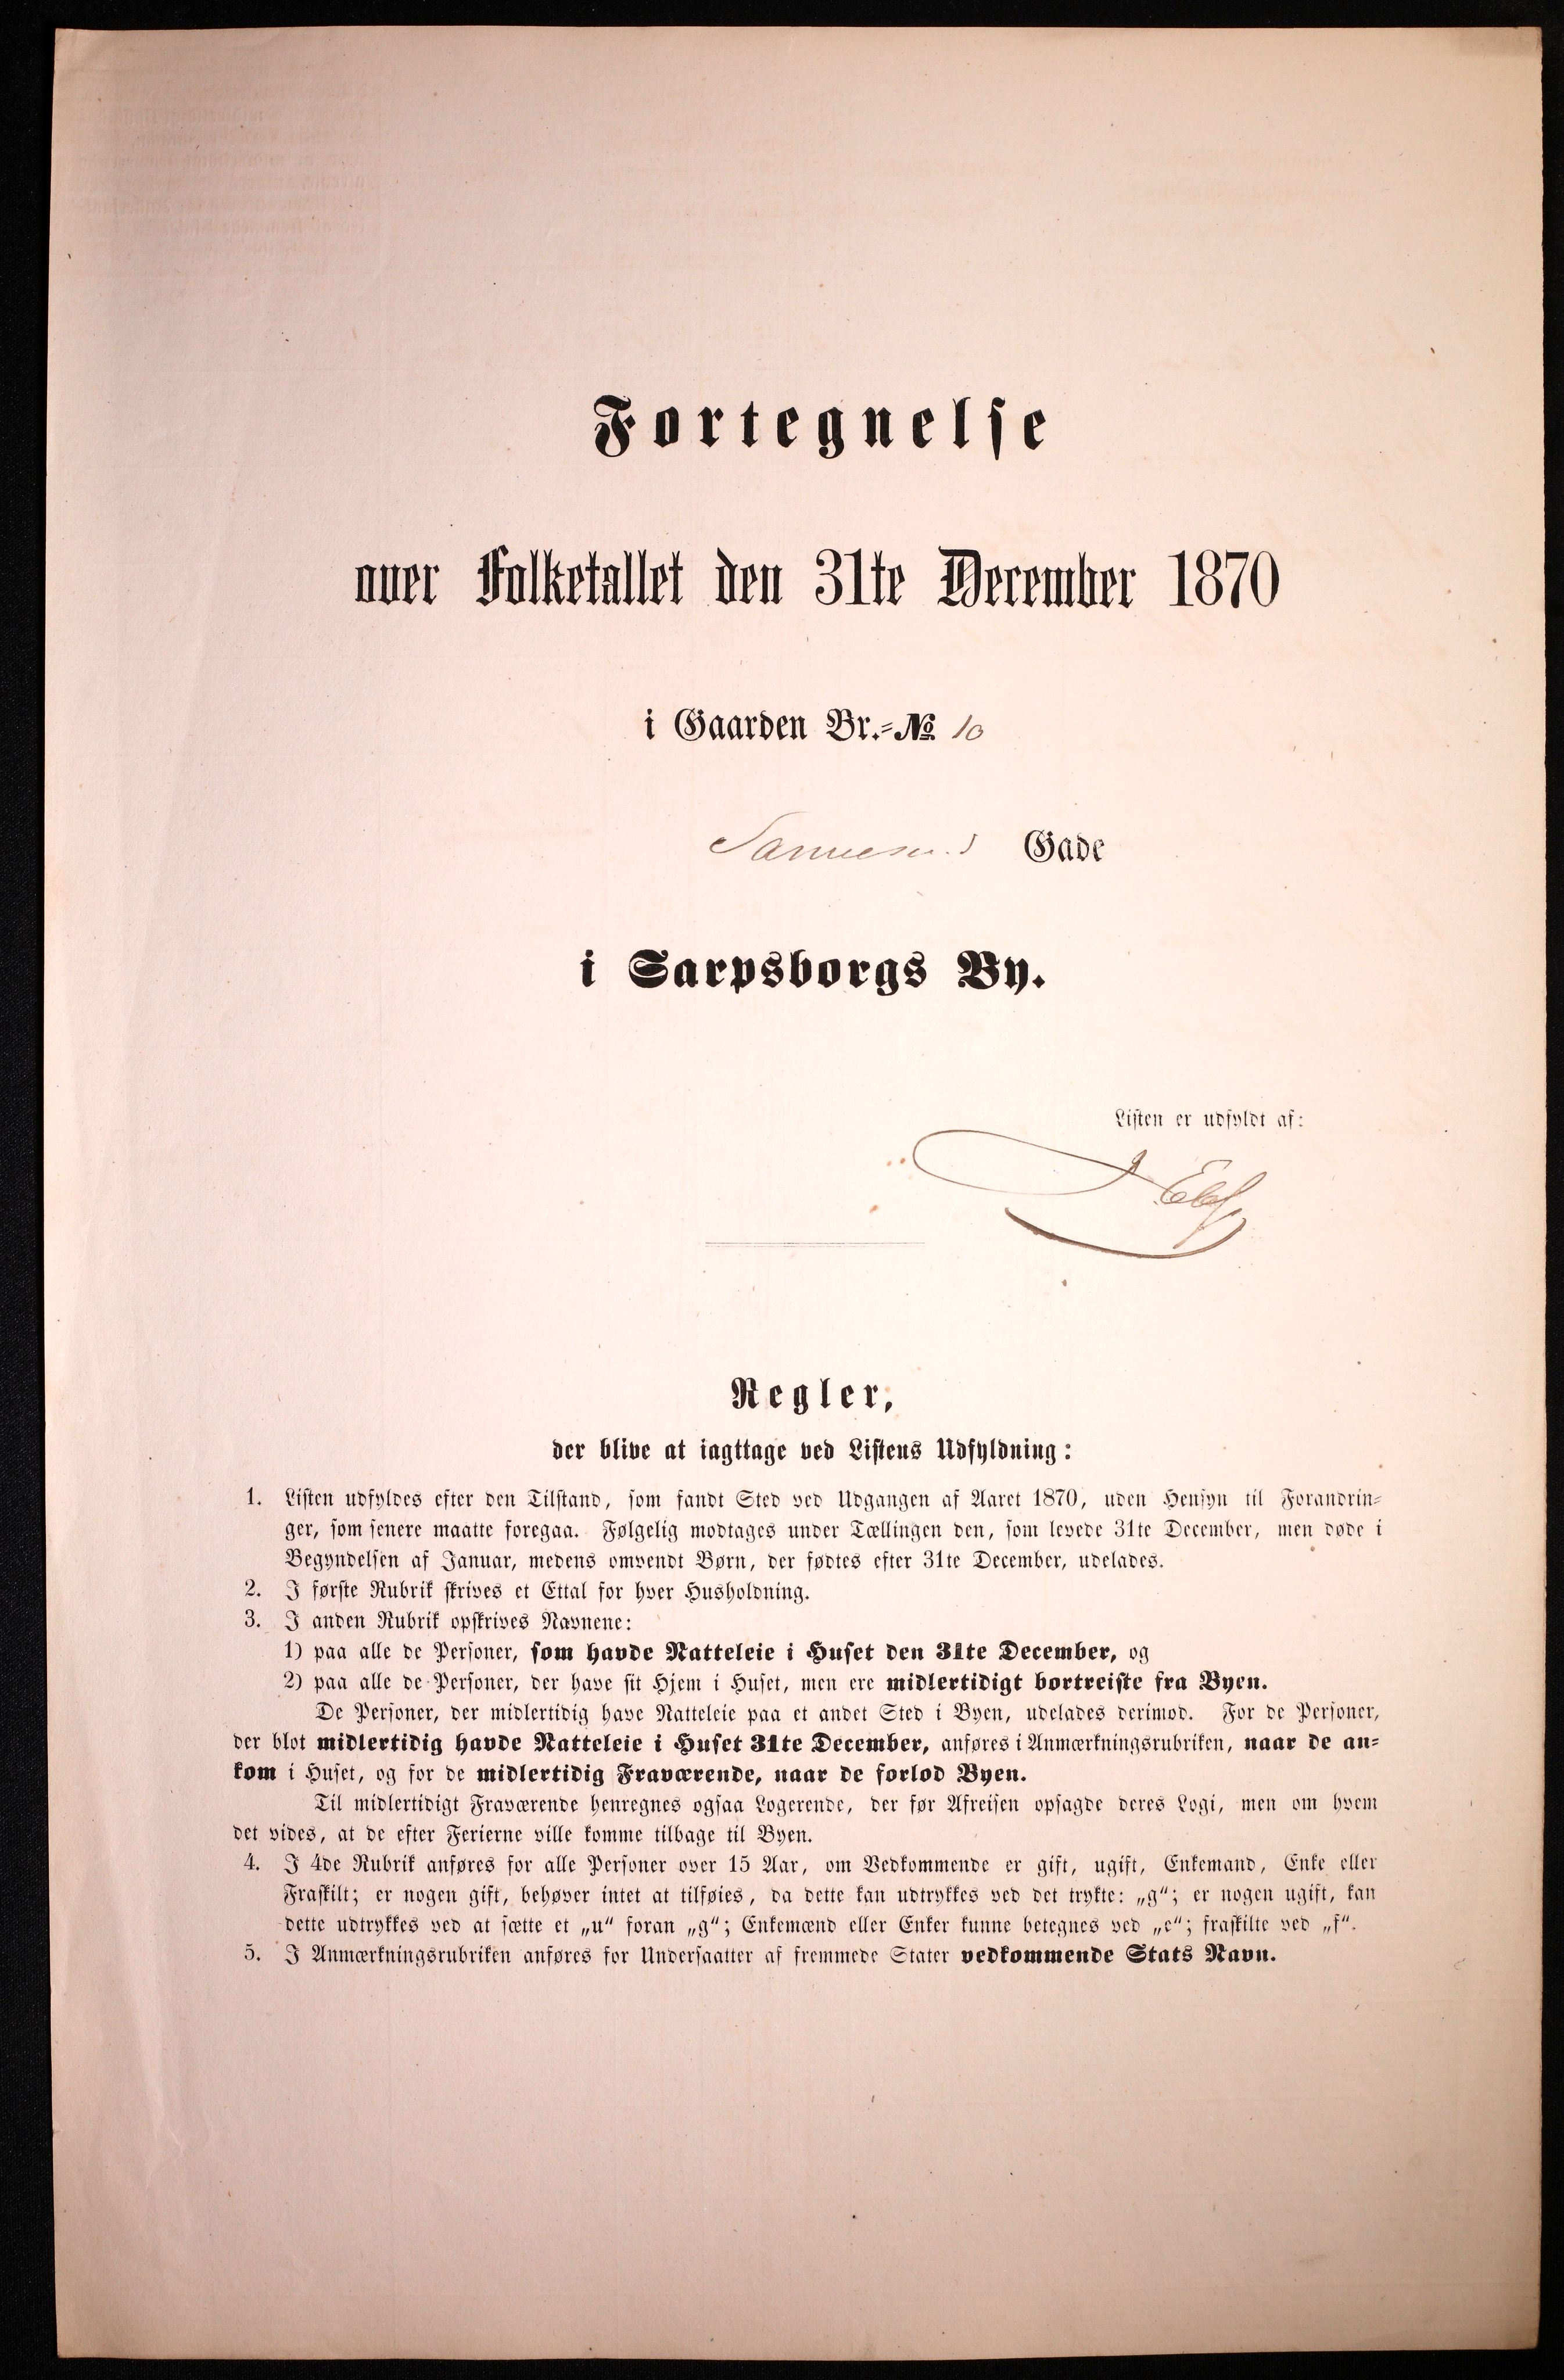 Fortegnelse
over Folketallet den 31te December 1870
i Gaarden Br.-№ 10
Gade
i Sarpsborgs By.
Listen er udfyldt af:
Regler,
der blive at iagttage ved Listens Udfyldning:
1. Listen udfyldes efter den Tilstand, som fandt Sted ved Udgangen af Aaret 1870, uden Hensyn til Forandrin-
ger, som senere maatte foregaa. Følgelig modtages under Tællingen den, som levede 31te December, men døde i
Begyndelsen af Januar, medens omvendt Børn, der fødtes efter 31te December, udelades.
2. I første Rubrik skrives et Ettal for hver Husholdning.
3. I anden Rubrik opskrives Navnene:
1) paa alle de Personer, som havde Natteleie i Huset den 31te December, og
2) paa alle de Personer, der have sit Hjem i Huset, men ere midlertidigt bortreiste fra Byen.
De Personer, der midlertidig have Natteleie paa et andet Sted i Byen, udelades derimod. For de Personer,
der blot midlertidig havde Natteleie i Huset 31te December, anføres i Anmærkningsrubriken, naar de an-
kom i Huset, og for de midlertidig Fraværende, naar de forlod Byen.
Til midlertidigt Fraværende henregnes ogsaa Logerende, der før Afreisen opsagde deres Logi, men om hvem
det vides, at de efter Ferierne ville komme tilbage til Byen.
4. I 4de Rubrik anføres for alle Personer over 15 Aar, om Vedkommende er gift, ugift, Enkemand, Enke eller
Fraskilt; er nogen gift, behøver intet at tilføies, da dette kan udtrykkes ved det trykte: „g“; er nogen ugift, kan
dette udtrykkes ved at sætte et „u“ foran „g“; Enkemænd eller Enker kunne betegnes ved „e“; fraskilte ved „f“.
5. I Anmærkningsrubriken anføres for Undersaatter af fremmede Stater vedkommende Stats Navn.